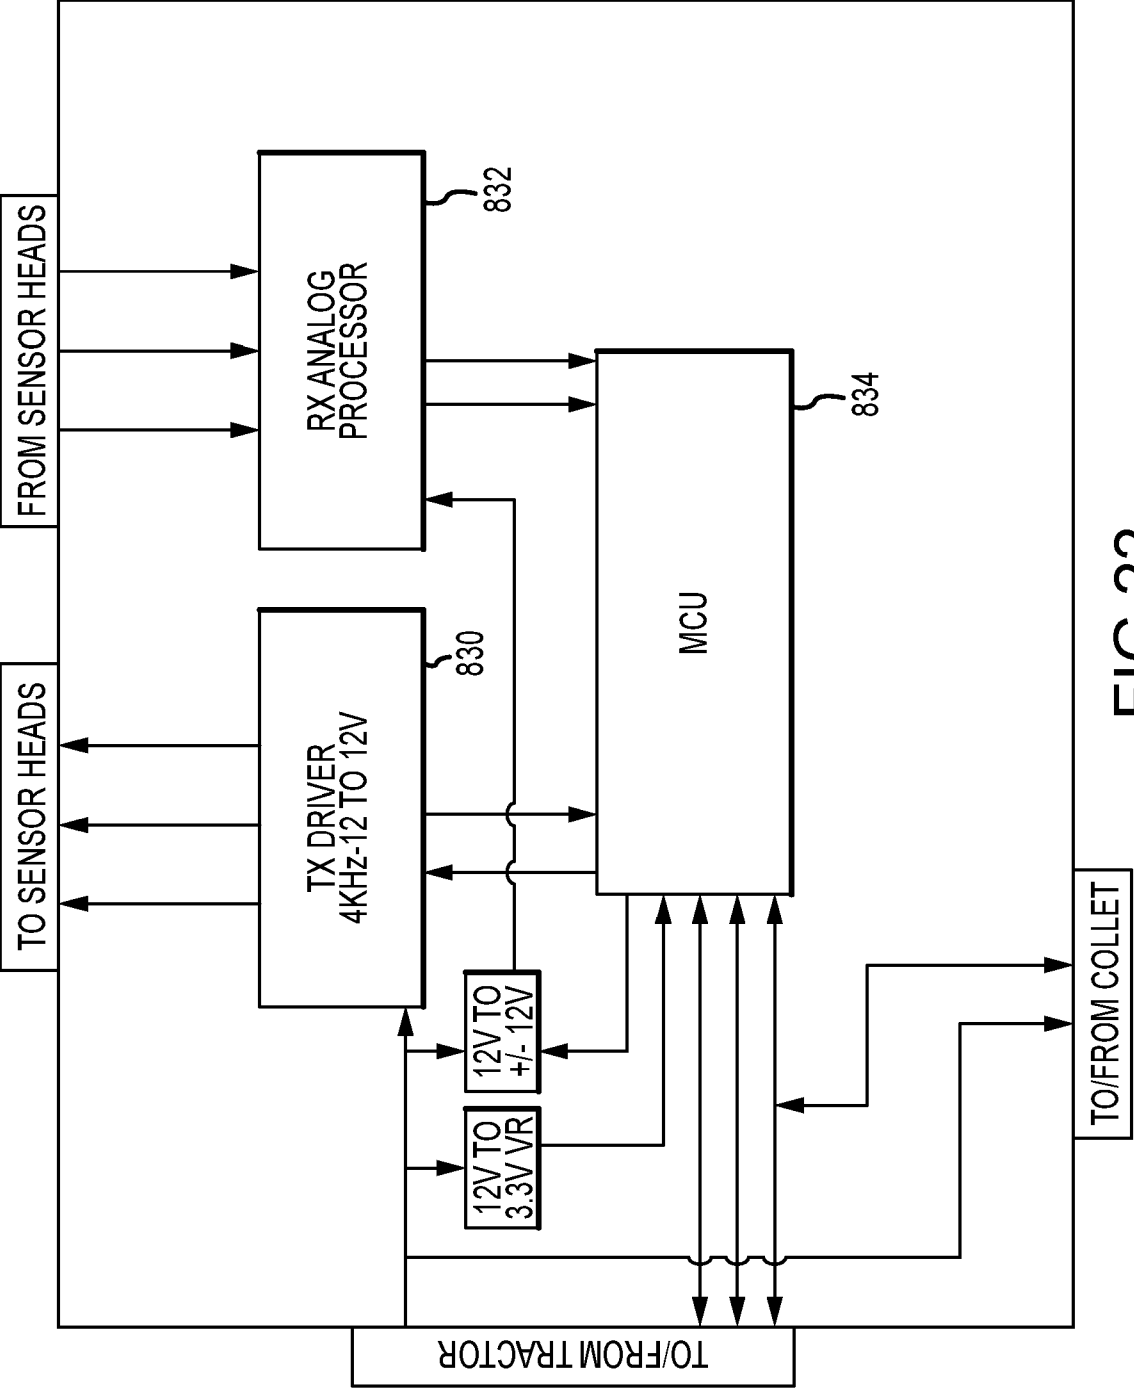 TO SENSOR HEADS
FROM SENSOR HEADS
TX DRIVER
4KHz-12 TO 12V
830
RX ANALOG
PROCESSOR
832
12V TO
3.3V VR
12V TO
+/- 12V
MCU
834
TO/FROM TRACTOR
TO/FROM COLLET